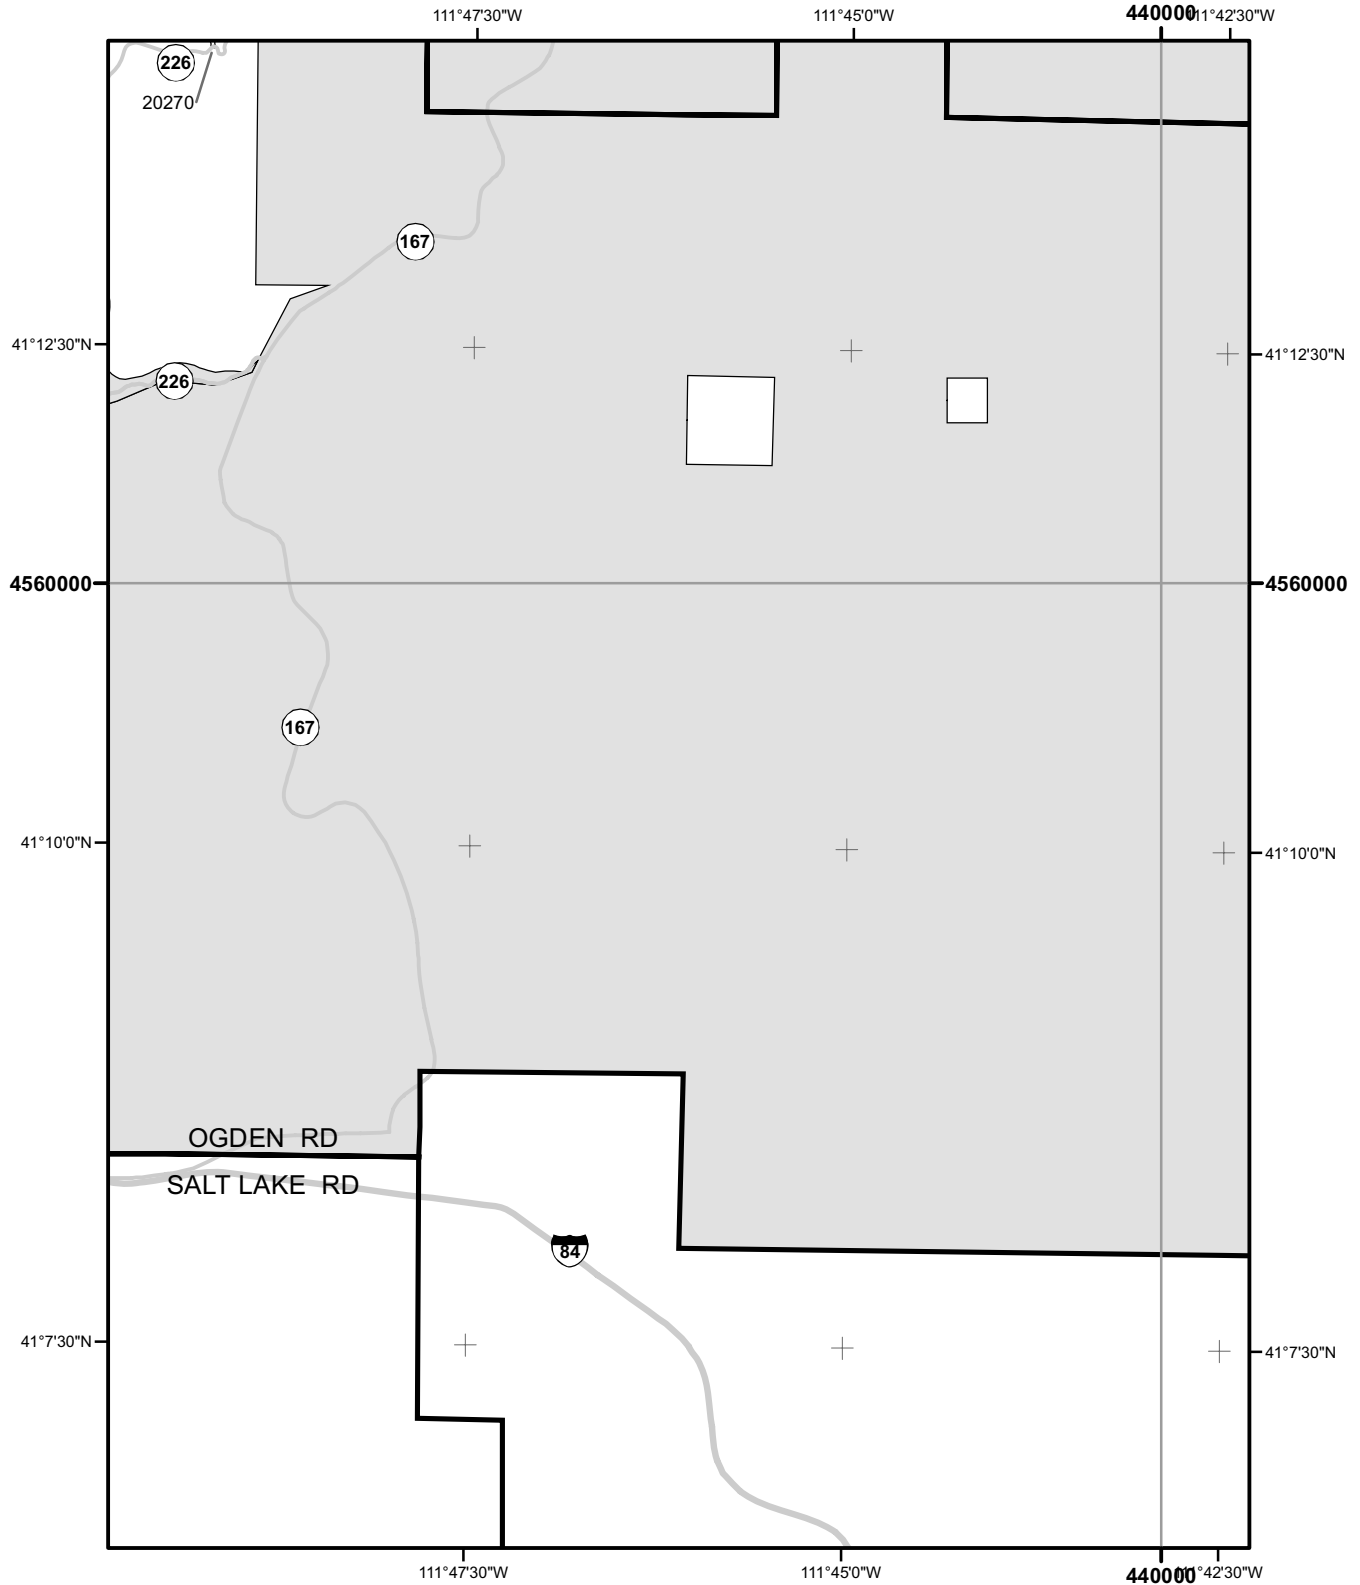 111°47'30"W 111°45'0"W 440000 111°42'30"W
226
20270
167
41°12'30"N 41°12'30"N
226
4560000 4560000
167
41°10'0"N 41°10'0"N
OGDEN RD
SALT LAKE RD
84
41°7'30"N 41°7'30"N
111°47'30"W 111°45'0"W 440000 111°42'30"W